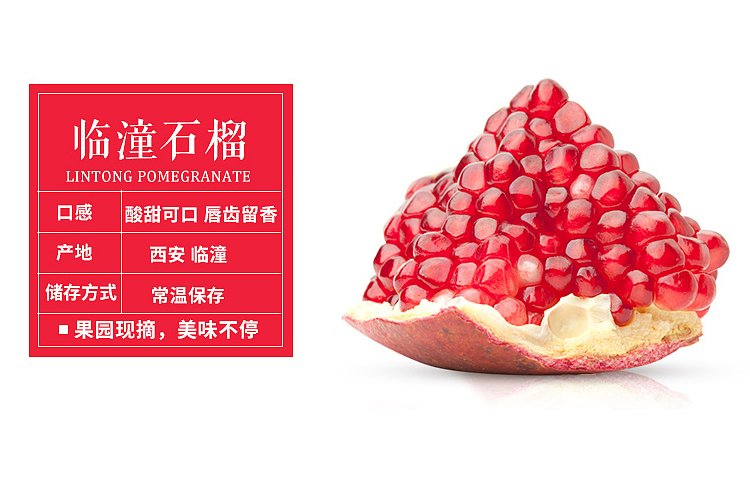 临潼石榴
LINTONG POMEGRANATE
口感 酸甜可口 唇齿留香
产地 西安 临潼
储存方式 常温保存
■ 果园现摘，美味不停